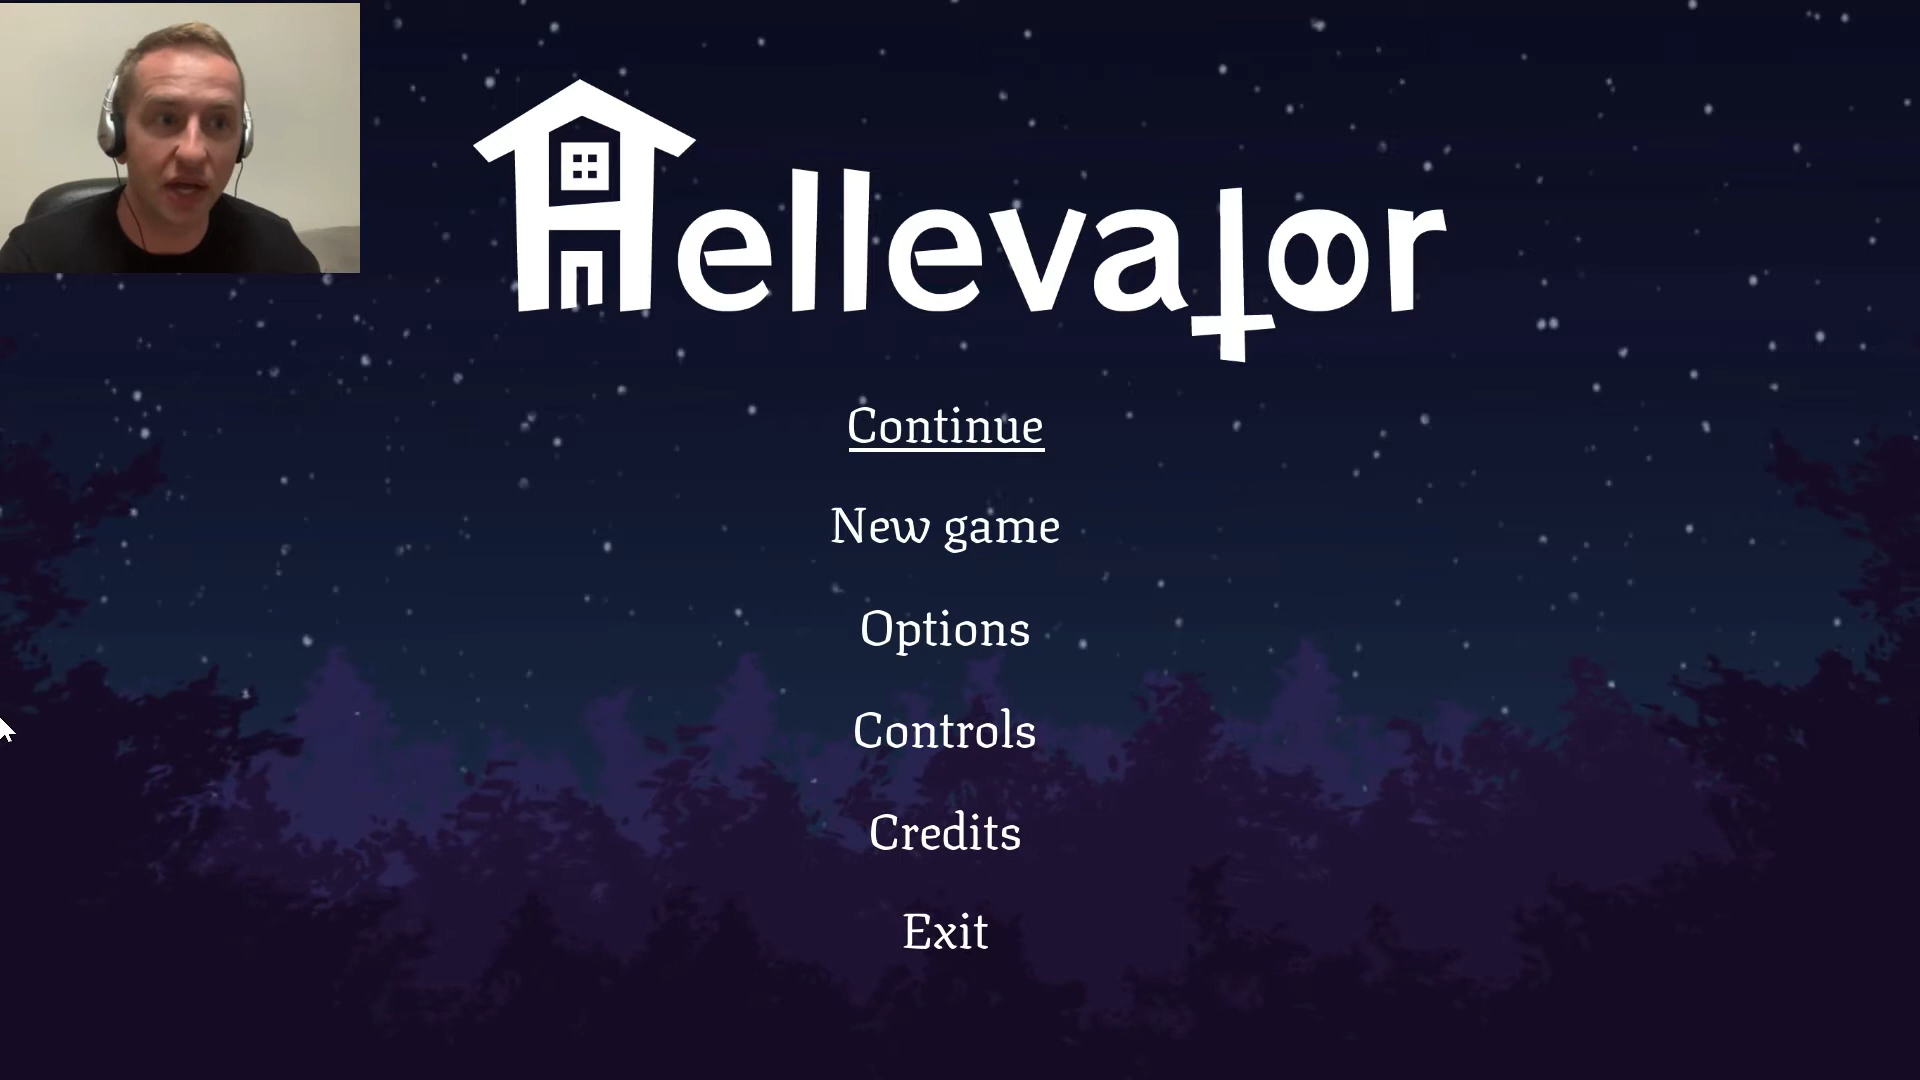 Hellevator
Continue
New game
Options
Controls
Credits
Exit